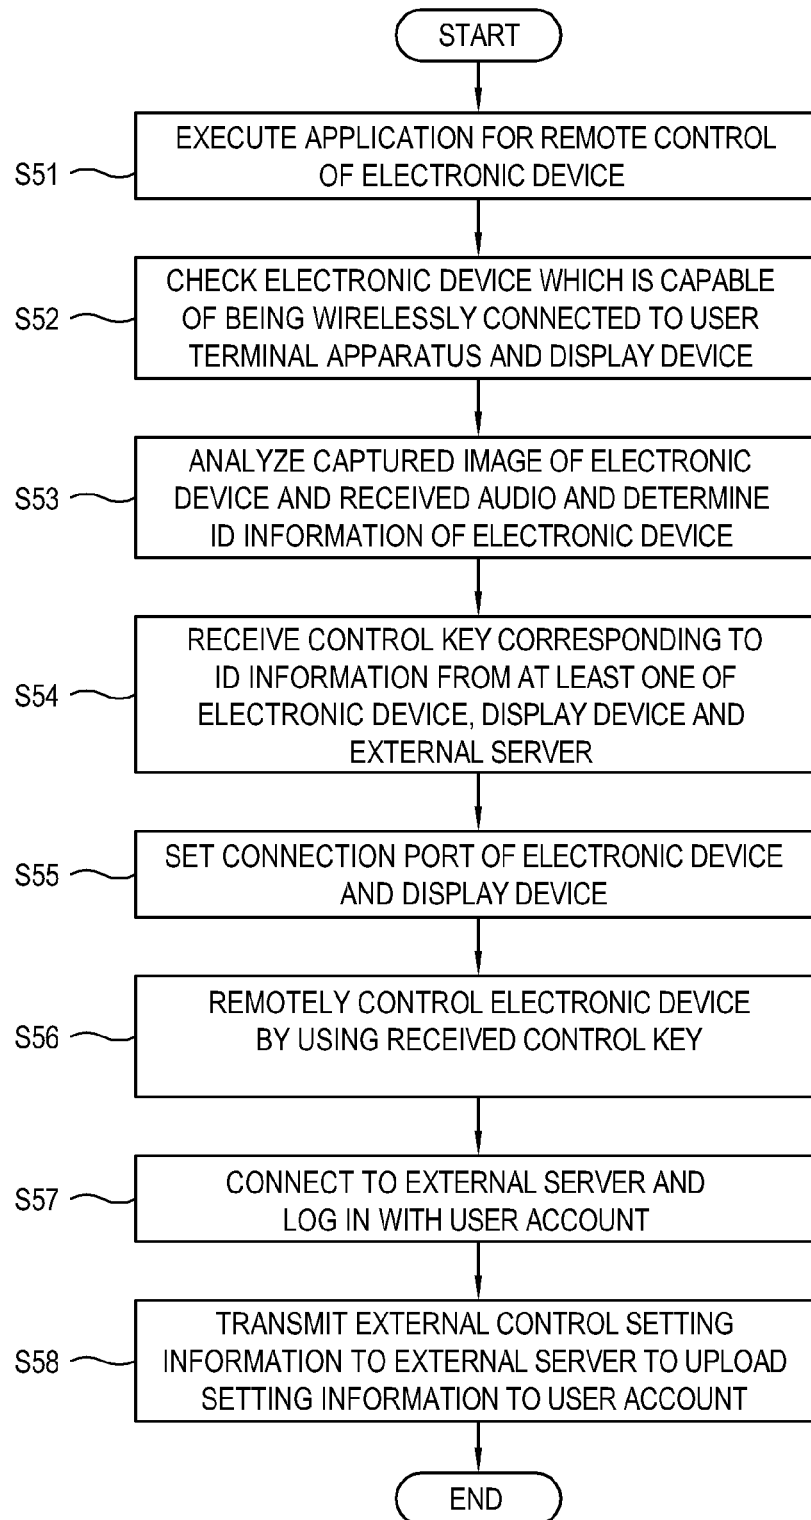 START
S51
EXECUTE APPLICATION FOR REMOTE CONTROL
OF ELECTRONIC DEVICE
S52
CHECK ELECTRONIC DEVICE WHICH IS CAPABLE
OF BEING WIRELESSLY CONNECTED TO USER
TERMINAL APPARATUS AND DISPLAY DEVICE
S53
ANALYZE CAPTURED IMAGE OF ELECTRONIC
DEVICE AND RECEIVED AUDIO AND DETERMINE
ID INFORMATION OF ELECTRONIC DEVICE
S54
RECEIVE CONTROL KEY CORRESPONDING TO
ID INFORMATION FROM AT LEAST ONE OF
ELECTRONIC DEVICE, DISPLAY DEVICE AND
EXTERNAL SERVER
S55
SET CONNECTION PORT OF ELECTRONIC DEVICE
AND DISPLAY DEVICE
S56
REMOTELY CONTROL ELECTRONIC DEVICE
BY USING RECEIVED CONTROL KEY
S57
CONNECT TO EXTERNAL SERVER AND
LOG IN WITH USER ACCOUNT
S58
TRANSMIT EXTERNAL CONTROL SETTING
INFORMATION TO EXTERNAL SERVER TO UPLOAD
SETTING INFORMATION TO USER ACCOUNT
END